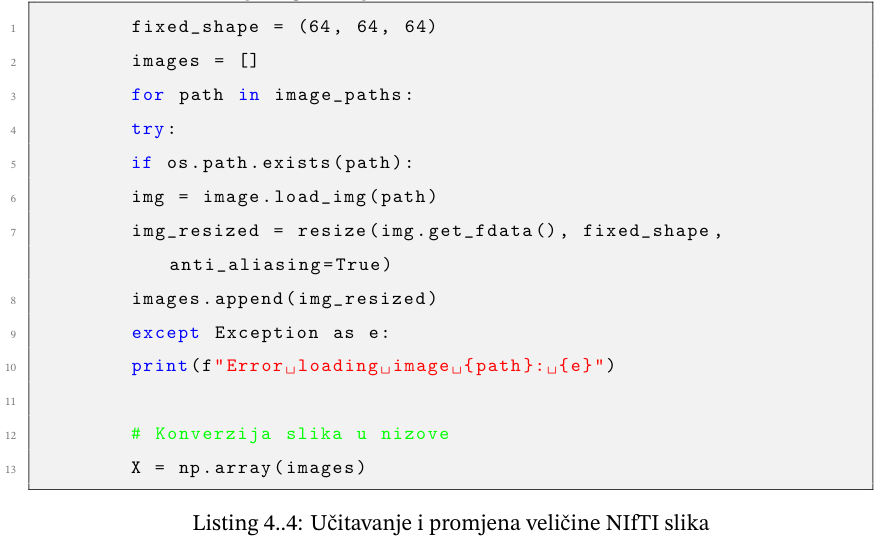 1 fixed_shape = (64, 64, 64)
2 images = []
3 for path in image_paths:
4 try:
5 if os.path.exists(path):
6 img = image.load_img(path)
7 img_resized = resize(img.get_fdata(), fixed_shape,
anti_aliasing=True)
8 images.append(img_resized)
9 except Exception as e:
10 print(f"Error␣loading␣image␣{path}:␣{e}")
11
12 # Konverzija slika u nizove
13 X = np.array(images)
Listing 4..4: Učitavanje i promjena veličine NIfTI slika